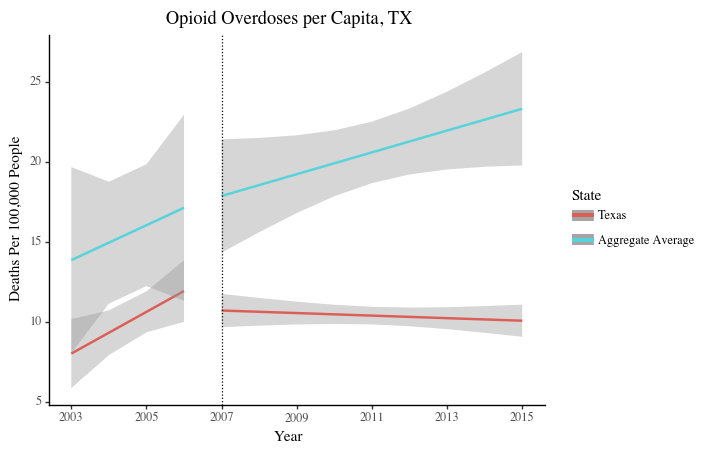 Opioid Overdoses per Capita, TX
Deaths Per 100,000 People
25
20
15
10
5
2003
2005
2007
2009
2011
2013
2015
Year
State
Texas
Aggregate Average